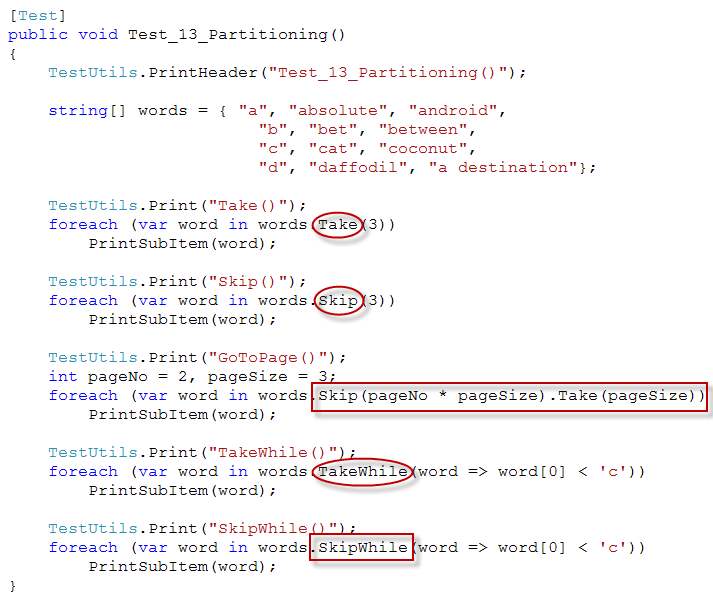 [Test]
public void Test_13_Partitioning()
{
    TestUtils.PrintHeader("Test_13_Partitioning()");

    string[] words = { "a", "absolute", "android",
                         "b", "bet", "between",
                         "c", "cat", "coconut",
                         "d", "daffodil", "a destination"};

    TestUtils.Print("Take()");
    foreach (var word in words.Take(3))
        PrintSubItem(word);

    TestUtils.Print("Skip()");
    foreach (var word in words.Skip(3))
        PrintSubItem(word);

    TestUtils.Print("GoToPage()");
    int pageNo = 2, pageSize = 3;
    foreach (var word in words.Skip(pageNo * pageSize).Take(pageSize))
        PrintSubItem(word);

    TestUtils.Print("TakeWhile()");
    foreach (var word in words.TakeWhile(word => word[0] < 'c'))
        PrintSubItem(word);

    TestUtils.Print("SkipWhile()");
    foreach (var word in words.SkipWhile(word => word[0] < 'c'))
        PrintSubItem(word);
}